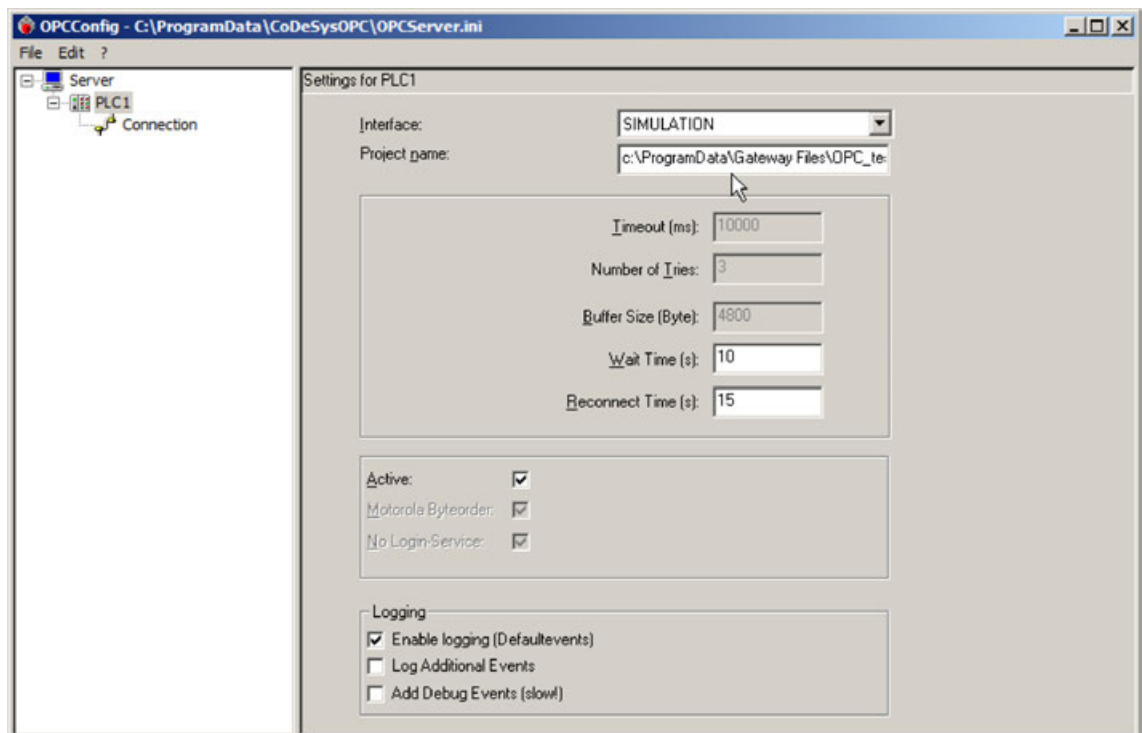 OPCConfig - C:\ProgramData\CoDeSysOPC\OPCServer.ini
File Edit ?
Server
PLC1
Connection
Settings for PLC1
Interface: SIMULATION
Project name: c:\ProgramData\Gateway Files\OPC_te
Timeout (ms): 10000
Number of Tries: 3
Buffer Size (Byte): 4800
Wait Time (s): 10
Reconnect Time (s): 15
Active:
Motorola Byteorder:
No Login-Service:
Logging
Enable logging (Defaultevents)
Log Additional Events
Add Debug Events (slow!)